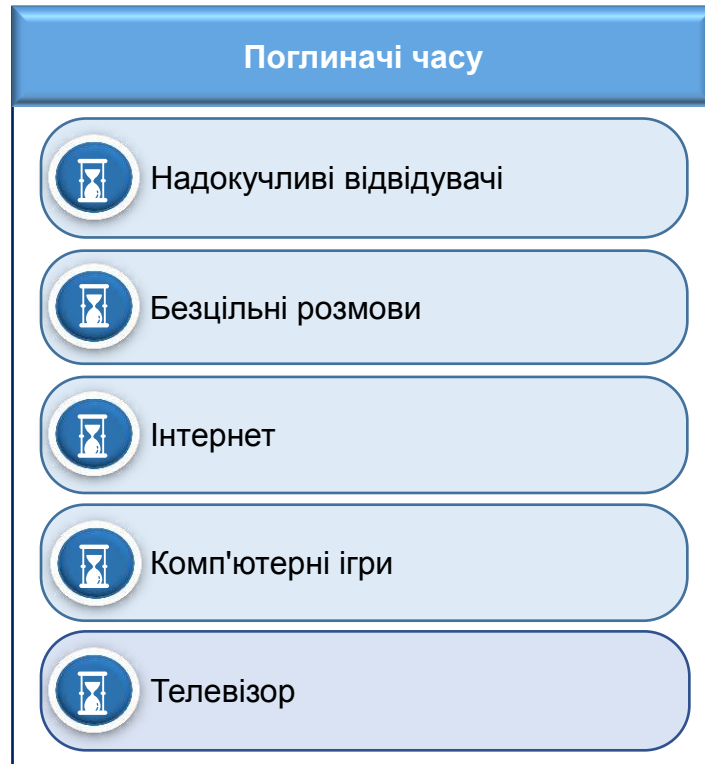 Поглиначі часу
Надокучливі відвідувачі
Безцільні розмови
Інтернет
Комп'ютерні ігри
Телевізор